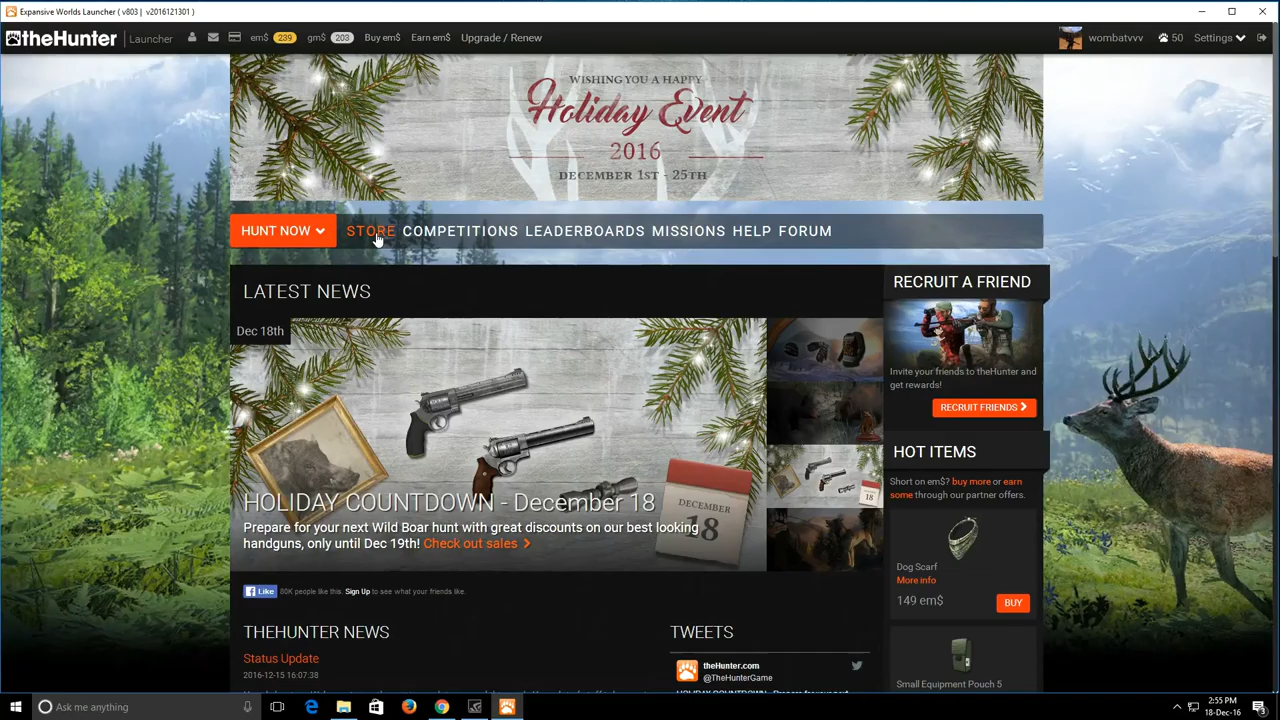 Expansive Worlds Launcher ( v803 | v2016121301 )
theHunter Launcher em$ 239 gm$ 203 Buy em$ Earn em$ Upgrade / Renew wombatvvv 50 Settings
WISHING YOU A HAPPY
Holiday Event
2016
DECEMBER 1ST - 25TH
HUNT NOW STORE COMPETITIONS LEADERBOARDS MISSIONS HELP FORUM
LATEST NEWS
Dec 18th
DECEMBER
18
HOLIDAY COUNTDOWN - December 18
Prepare for your next Wild Boar hunt with great discounts on our best looking
handguns, only until Dec 19th! Check out sales
18
Like 80K people like this. Sign Up to see what your friends like.
THEHUNTER NEWS
Status Update
2016-12-15 16:07:38
TWEETS
theHunter.com
@TheHunterGame
RECRUIT A FRIEND
Invite your friends to theHunter and
get rewards!
RECRUIT FRIENDS
HOT ITEMS
Short on em$? buy more or earn
some through our partner offers.
Dog Scarf
More info
149 em$ BUY
Small Equipment Pouch 5
Ask me anything
2:55 PM
18-Dec-16
3